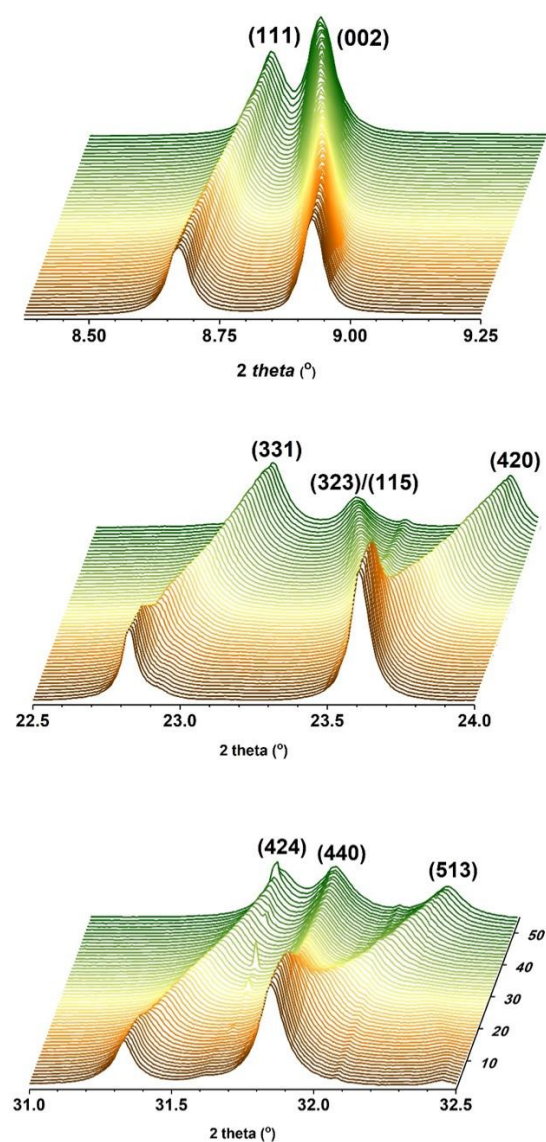 (111) (002)
8.50 8.75 9.00 9.25
2 theta (°)
(331) (323)/(115) (420)
22.5 23.0 23.5 24.0
2 theta (°)
(424) (440) (513)
50
40
30
20
10
31.0 31.5 32.0 32.5
2 theta (°)